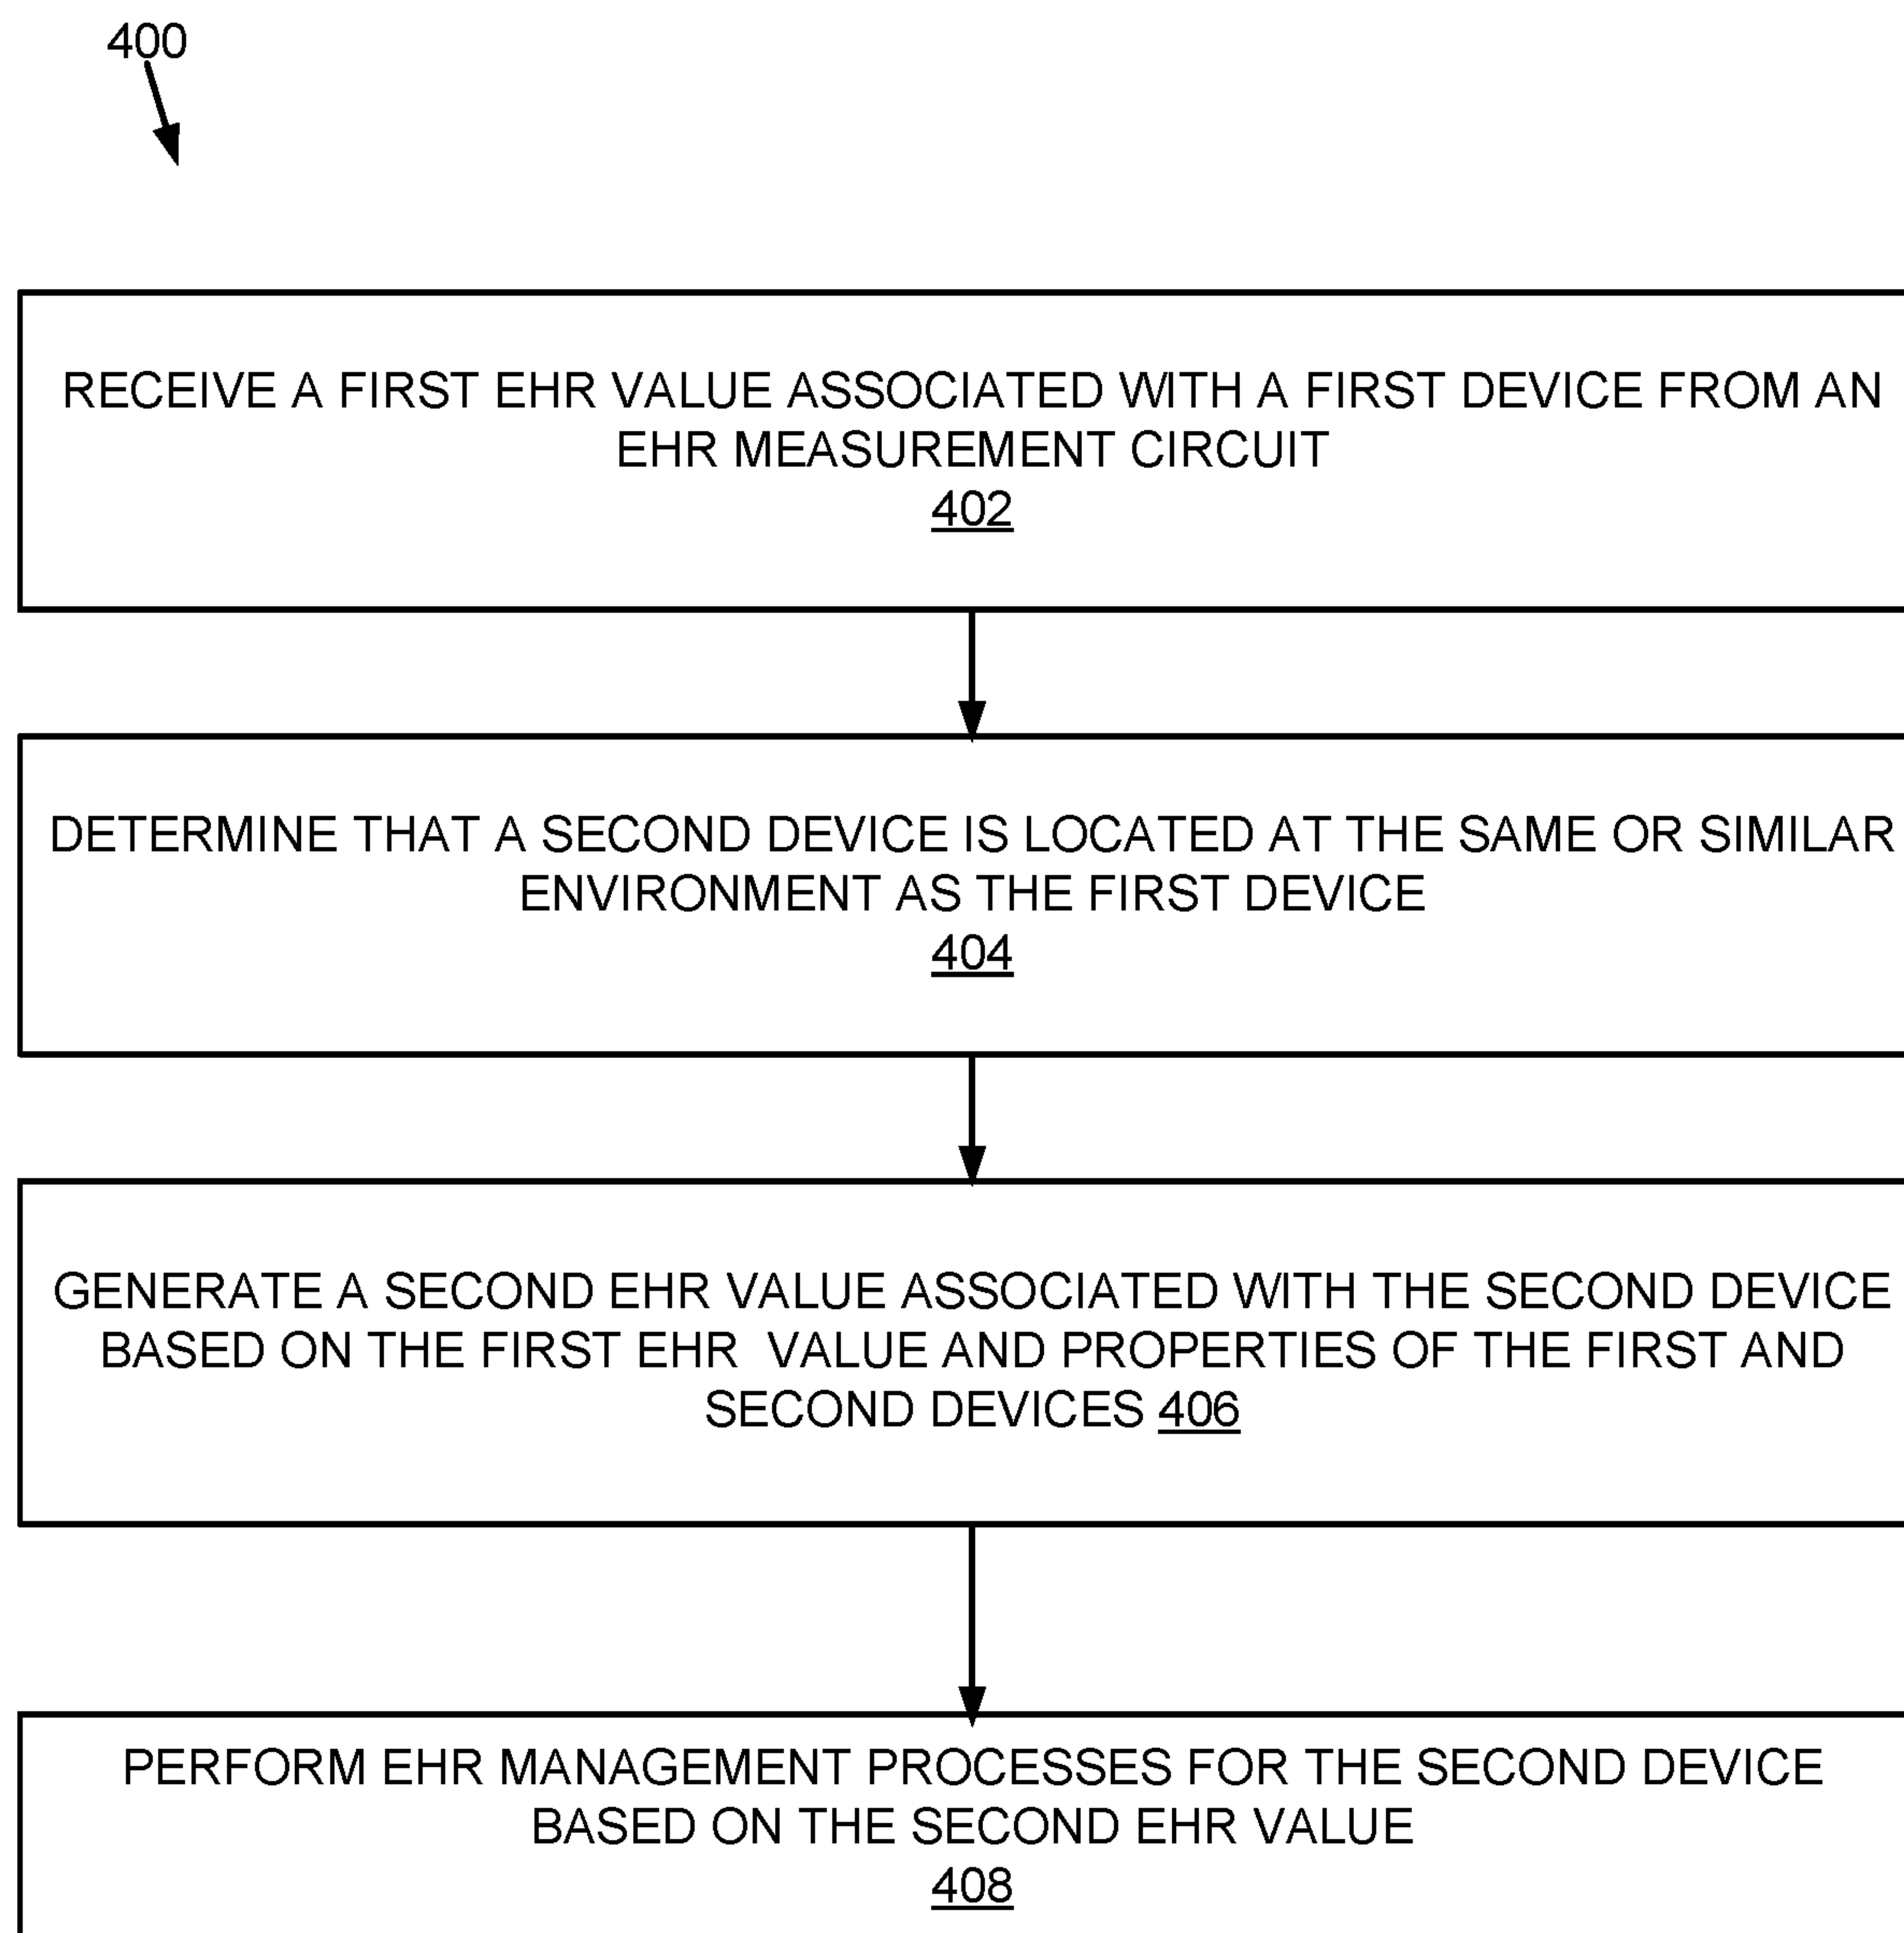 400
RECEIVE A FIRST EHR VALUE ASSOCIATED WITH A FIRST DEVICE FROM AN
EHR MEASUREMENT CIRCUIT
402
DETERMINE THAT A SECOND DEVICE IS LOCATED AT THE SAME OR SIMILAR
ENVIRONMENT AS THE FIRST DEVICE
404
GENERATE A SECOND EHR VALUE ASSOCIATED WITH THE SECOND DEVICE
BASED ON THE FIRST EHR VALUE AND PROPERTIES OF THE FIRST AND
SECOND DEVICES 406
PERFORM EHR MANAGEMENT PROCESSES FOR THE SECOND DEVICE
BASED ON THE SECOND EHR VALUE
408